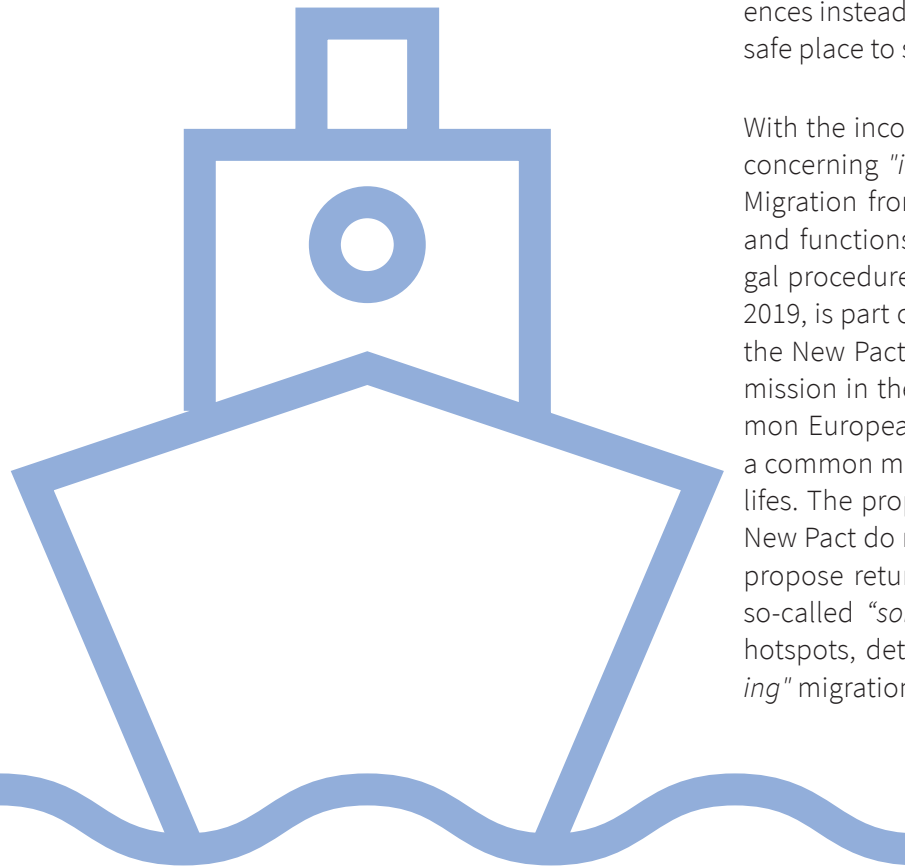 ences instead
safe place to s
With the inco
concerning "i
Migration from
and functions
gal procedure
2019, is part o
the New Pact
mission in the
mon Europea
a common m
lifes. The prop
New Pact do n
propose retur
so-called “so
hotspots, det
ing" migration